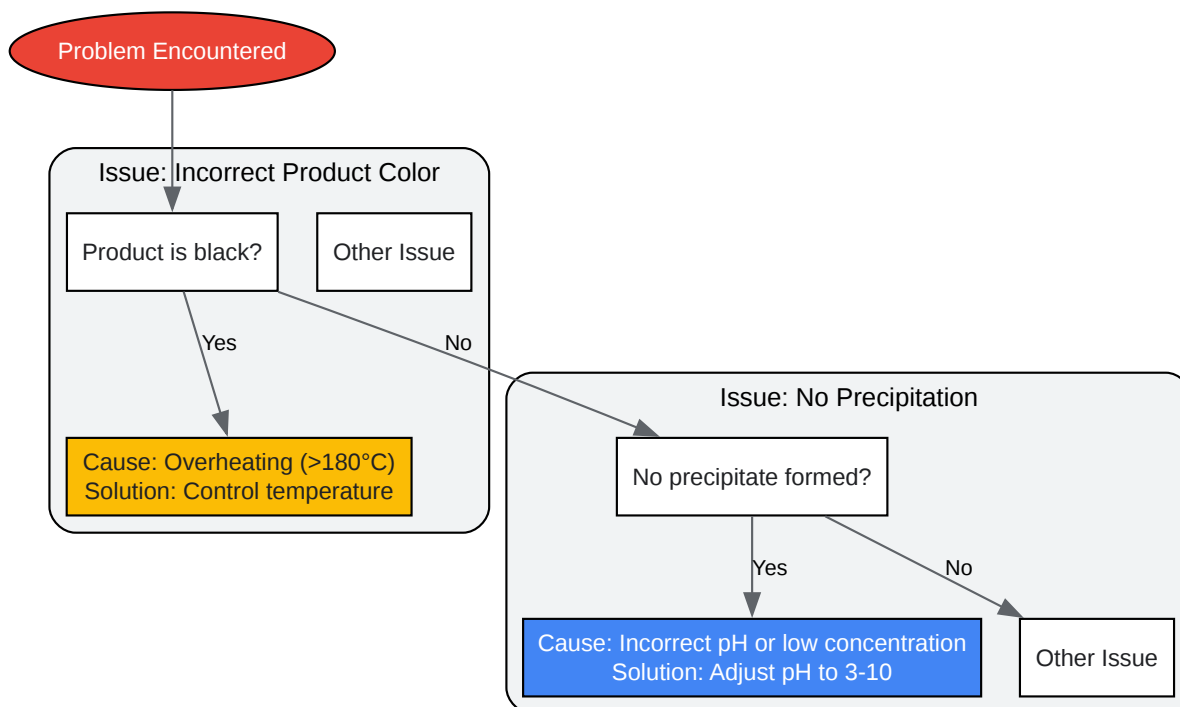 Problem Encountered
Issue: Incorrect Product Color
Product is black?
Other Issue
Yes
No
Cause: Overheating (>180°C)
Solution: Control temperature
Issue: No Precipitation
No precipitate formed?
Yes
No
Cause: Incorrect pH or low concentration
Solution: Adjust pH to 3-10
Other Issue